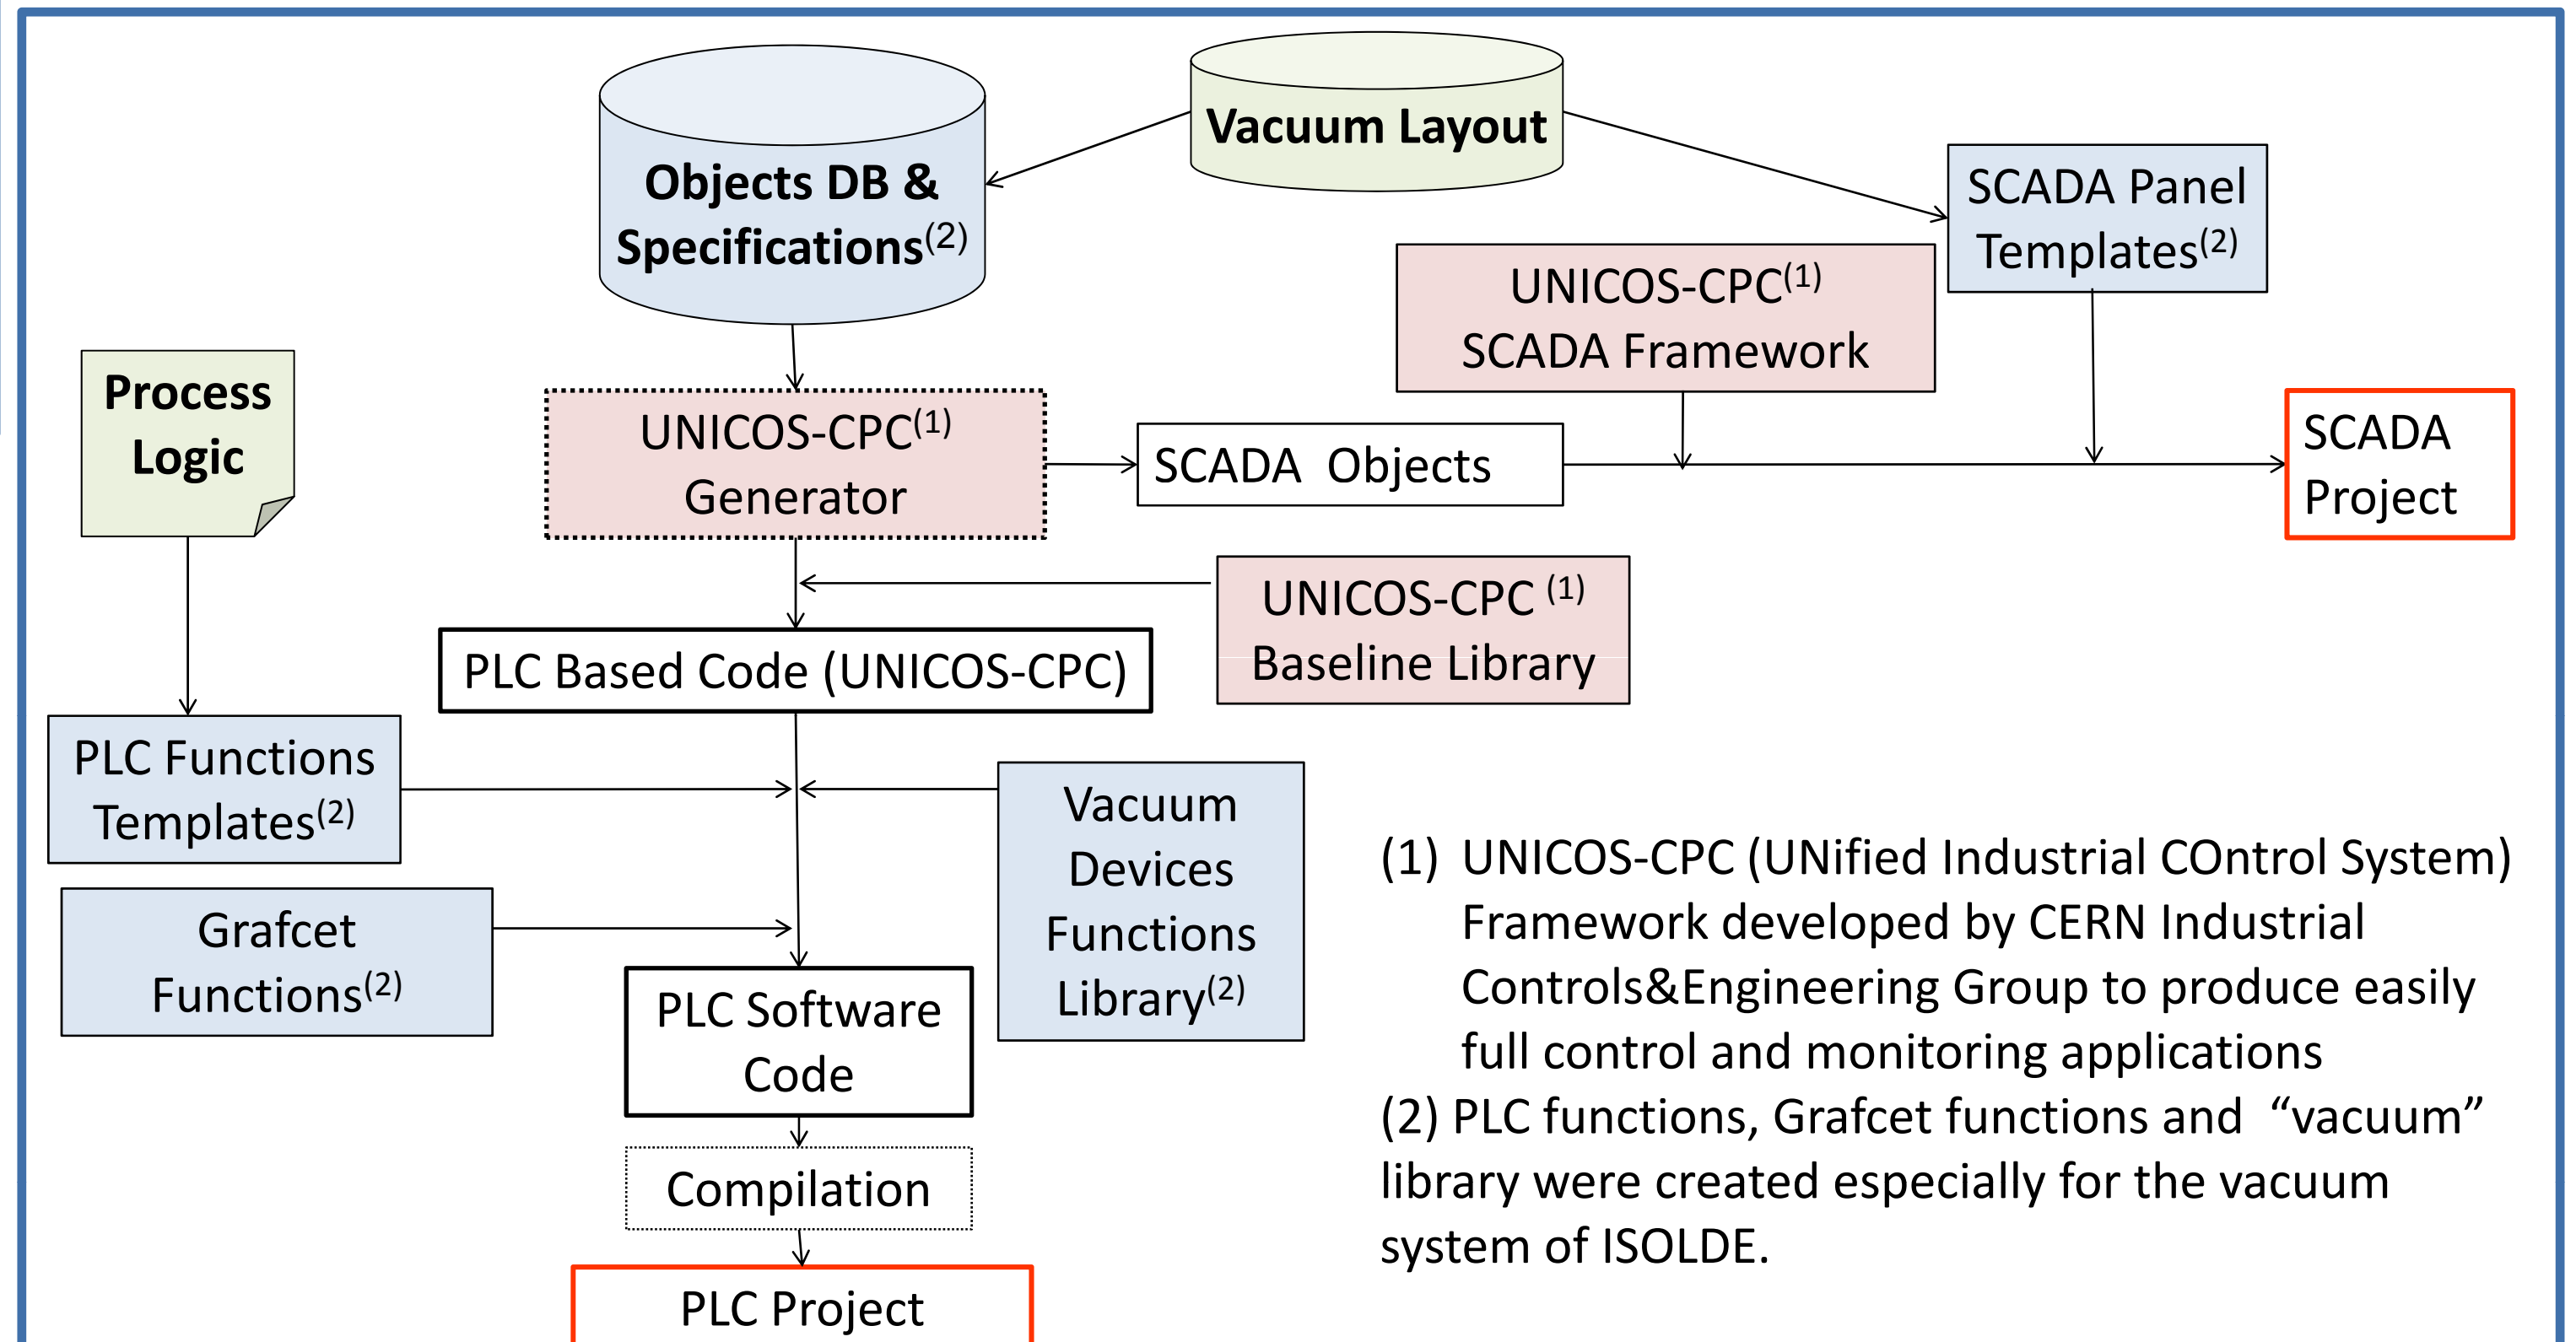 Vacuum Layout
Objects DB &
Specifications(2)
SCADA Panel
Templates(2)
UNICOS-CPC(1)
SCADA Framework
Process
Logic
UNICOS-CPC(1)
Generator
SCADA  Objects
SCADA
Project
UNICOS-CPC (1)
Baseline Library
PLC Based Code (UNICOS-CPC)
PLC Functions
Templates(2)
Vacuum
Devices
Functions
Library(2)
Grafcet
Functions(2)
PLC Software
Code
Compilation
PLC Project
(1) UNICOS-CPC (UNified Industrial COntrol System)
Framework developed by CERN Industrial
Controls&Engineering Group to produce easily
full control and monitoring applications
(2) PLC functions, Grafcet functions and “vacuum”
library were created especially for the vacuum
system of ISOLDE.